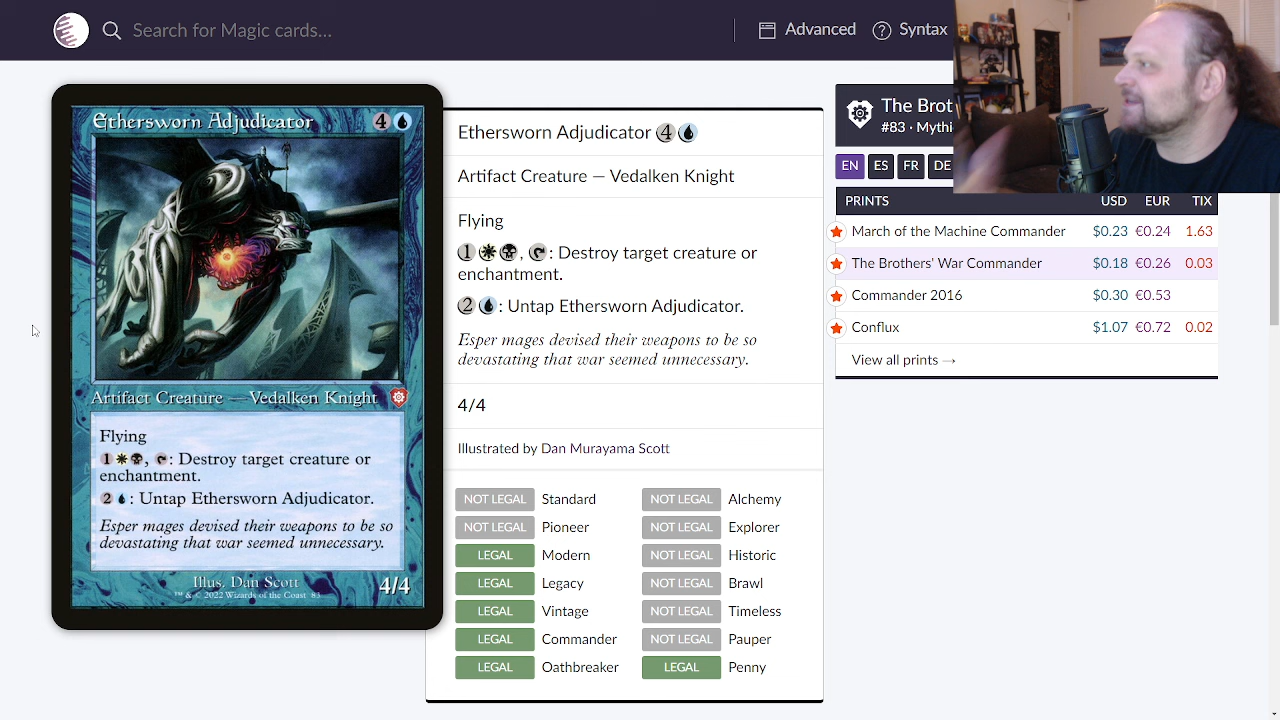 Search for Magic cards…
Advanced
Syntax
Ethersworn Adjudicator 4
Artifact Creature — Vedalken Knight
Flying
1, : Destroy target creature or
enchantment.
2: Untap Ethersworn Adjudicator.
Esper mages devised their weapons to be so
devastating that war seemed unnecessary.
Illus. Dan Scott
™ & © 2022 Wizards of the Coast 83
4/4
Ethersworn Adjudicator 4
Artifact Creature — Vedalken Knight
Flying
1, : Destroy target creature or
enchantment.
2: Untap Ethersworn Adjudicator.
Esper mages devised their weapons to be so
devastating that war seemed unnecessary.
4/4
Illustrated by Dan Murayama Scott
NOT LEGAL Standard NOT LEGAL Alchemy
NOT LEGAL Pioneer NOT LEGAL Explorer
LEGAL Modern NOT LEGAL Historic
LEGAL Legacy NOT LEGAL Brawl
LEGAL Vintage NOT LEGAL Timeless
LEGAL Commander NOT LEGAL Pauper
LEGAL Oathbreaker LEGAL Penny
The Brot
#83 · Mythi
EN ES FR DE
PRINTS USD EUR TIX
March of the Machine Commander $0.23 €0.24 1.63
The Brothers' War Commander $0.18 €0.26 0.03
Commander 2016 $0.30 €0.53
Conflux $1.07 €0.72 0.02
View all prints →